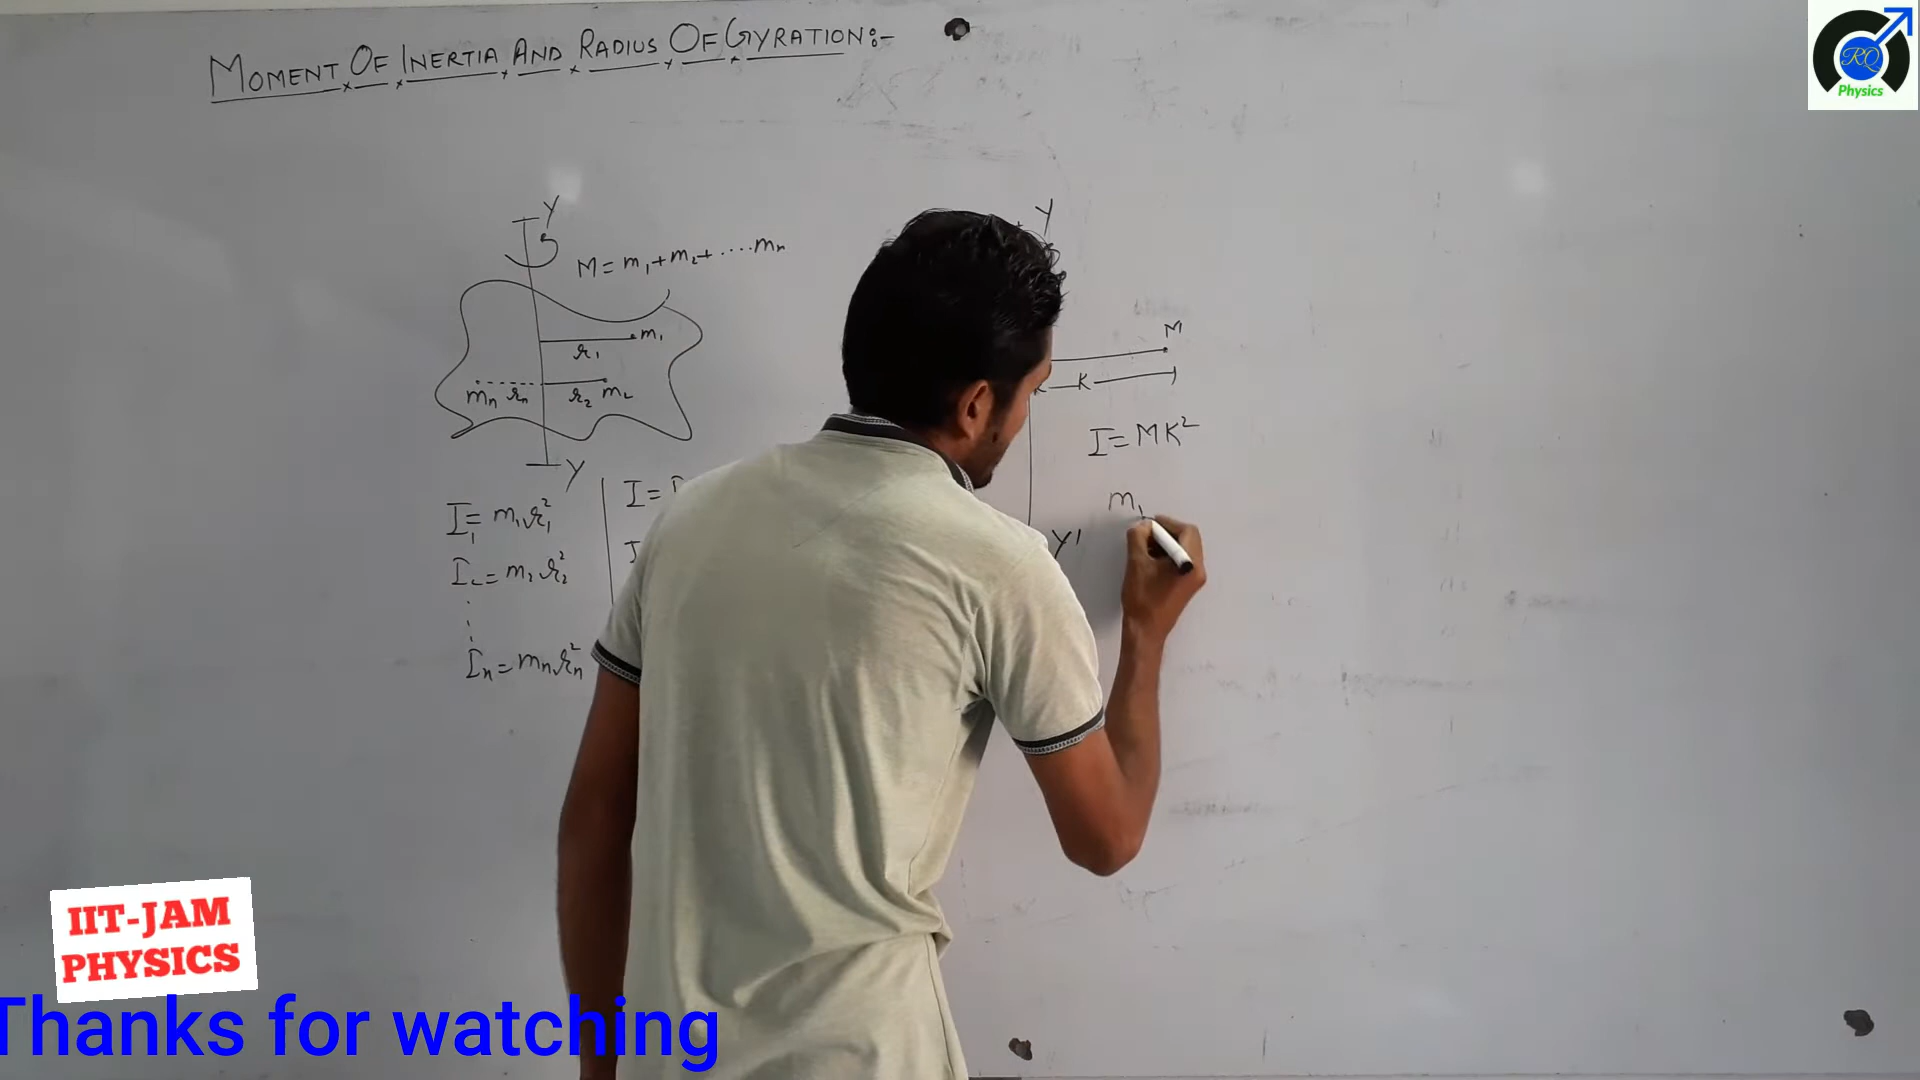 MOMENT OF INERTIA AND RADIUS OF GYRATION:-
RQ
Physics
Y
M = m₁ + m₂ + ....mₙ
m₁
r₁
mₙ rₙ
r₂ m₂
Y
I₁ = m₁r₁²
I₂ = m₂r₂²
Iₙ = mₙrₙ²
I =
Y
M
K
I = MK²
m₁
Y'
IIT-JAM
PHYSICS
Thanks for watching